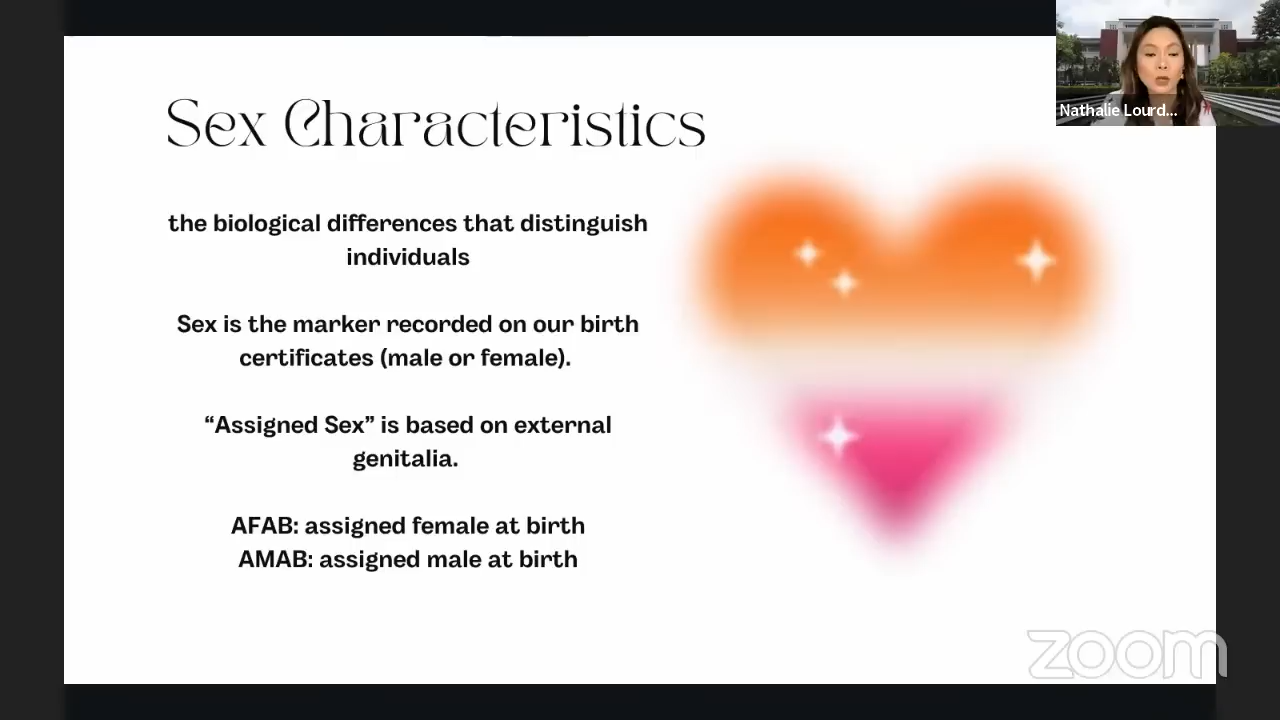 Sex Characteristics
Nathalie Lourd...
the biological differences that distinguish
individuals
Sex is the marker recorded on our birth
certificates (male or female).
“Assigned Sex” is based on external
genitalia.
AFAB: assigned female at birth
AMAB: assigned male at birth
zoom